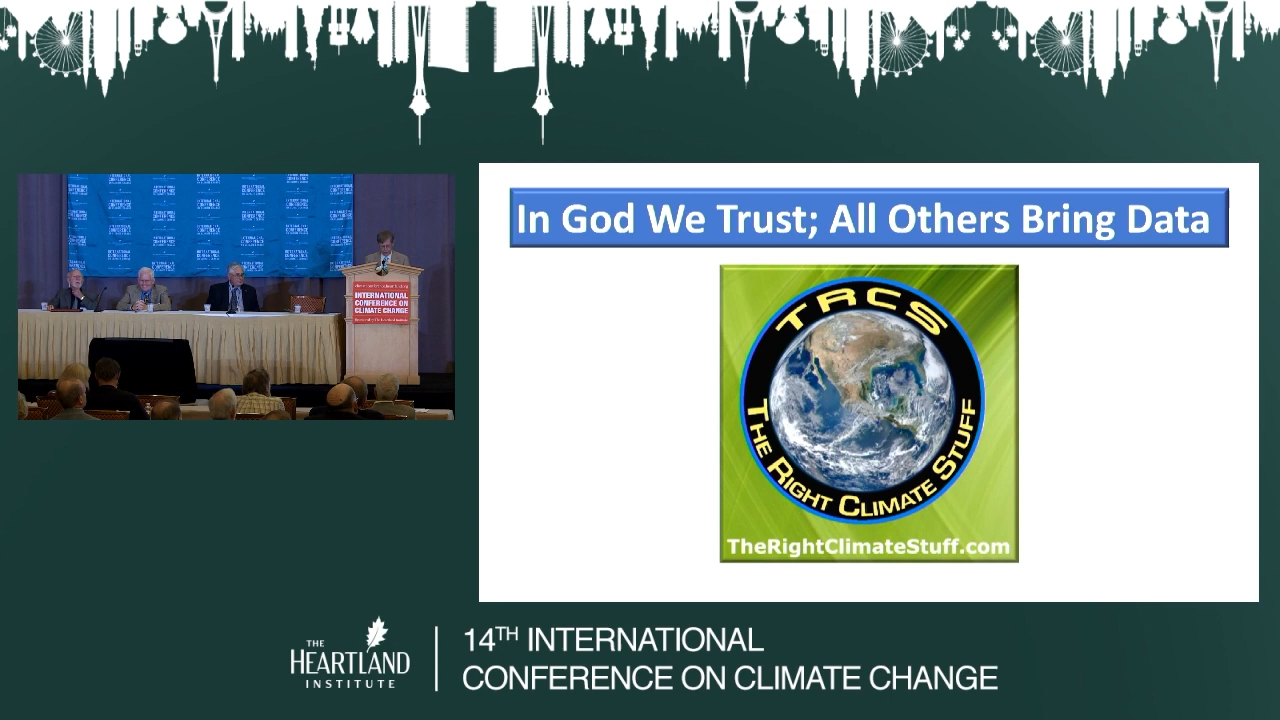 In God We Trust; All Others Bring Data
TRCS
THE RIGHT CLIMATE STUFF
TheRightClimateStuff.com
INTERNATIONAL
CONFERENCE ON
CLIMATE CHANGE
THE
HEARTLAND
INSTITUTE
14TH INTERNATIONAL
CONFERENCE ON CLIMATE CHANGE